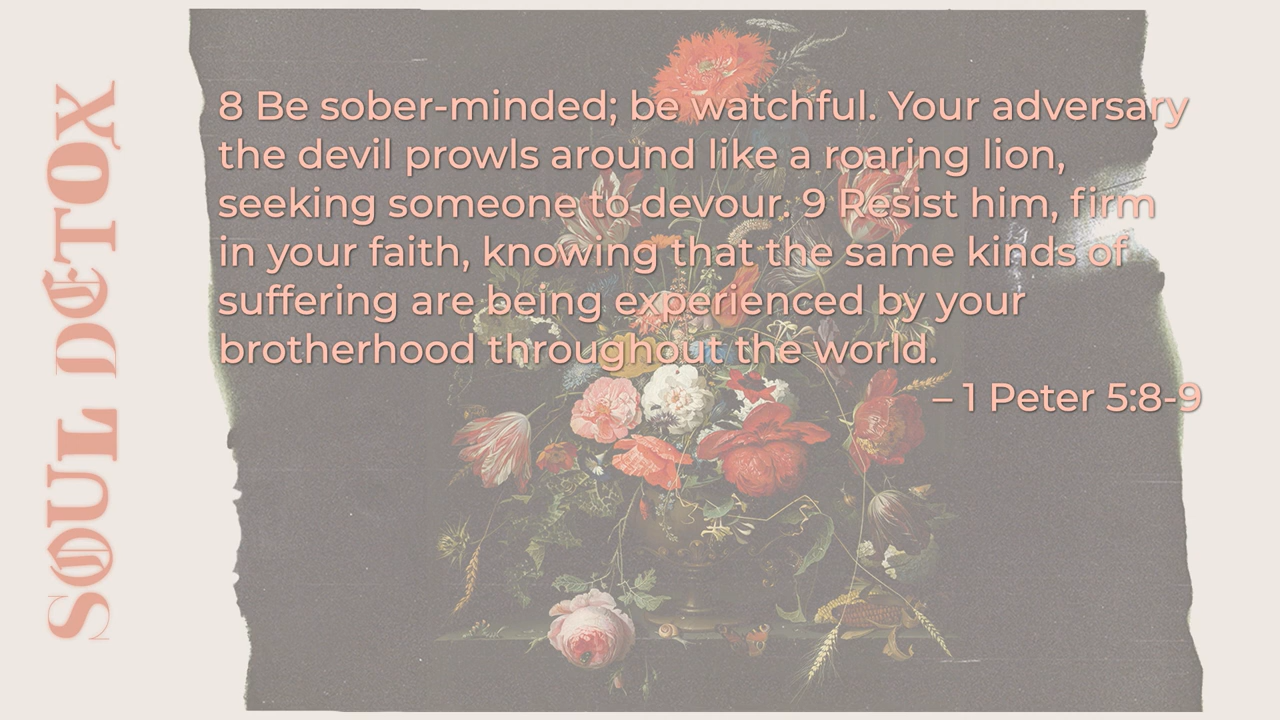 SOUL DETOX
8 Be sober-minded; be watchful. Your adversary
the devil prowls around like a roaring lion,
seeking someone to devour. 9 Resist him, firm
in your faith, knowing that the same kinds of
suffering are being experienced by your
brotherhood throughout the world.
– 1 Peter 5:8-9